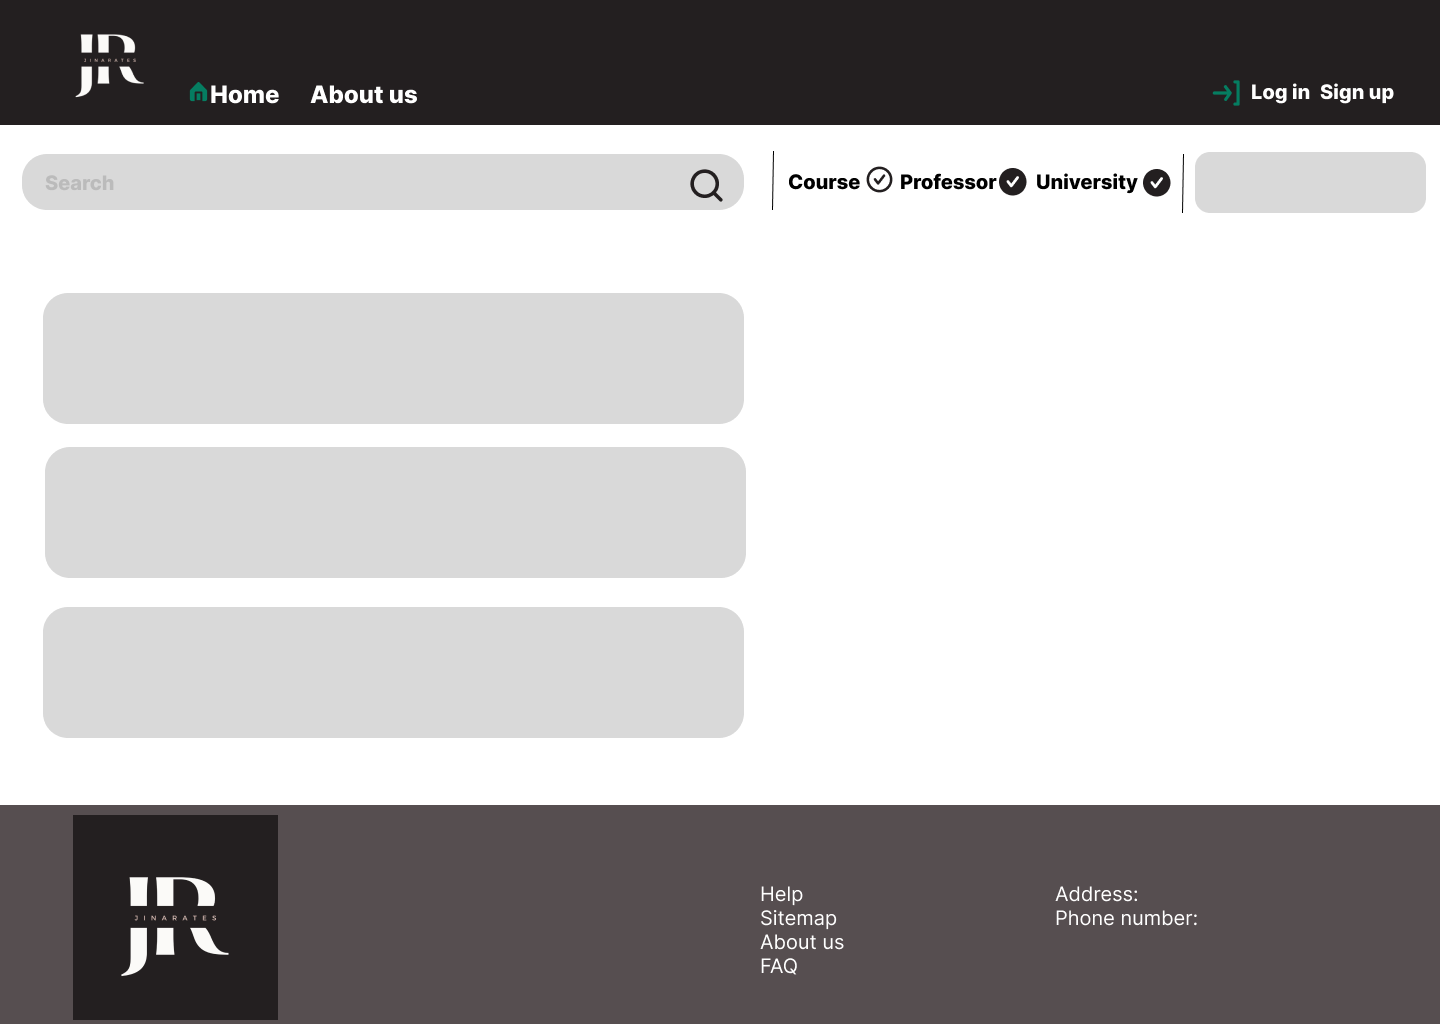 JR
JINARATES
Home
About us
Log in
Sign up
Search
Course
Professor
University
JR
JINARATES
Help
Sitemap
About us
FAQ
Address:
Phone number: